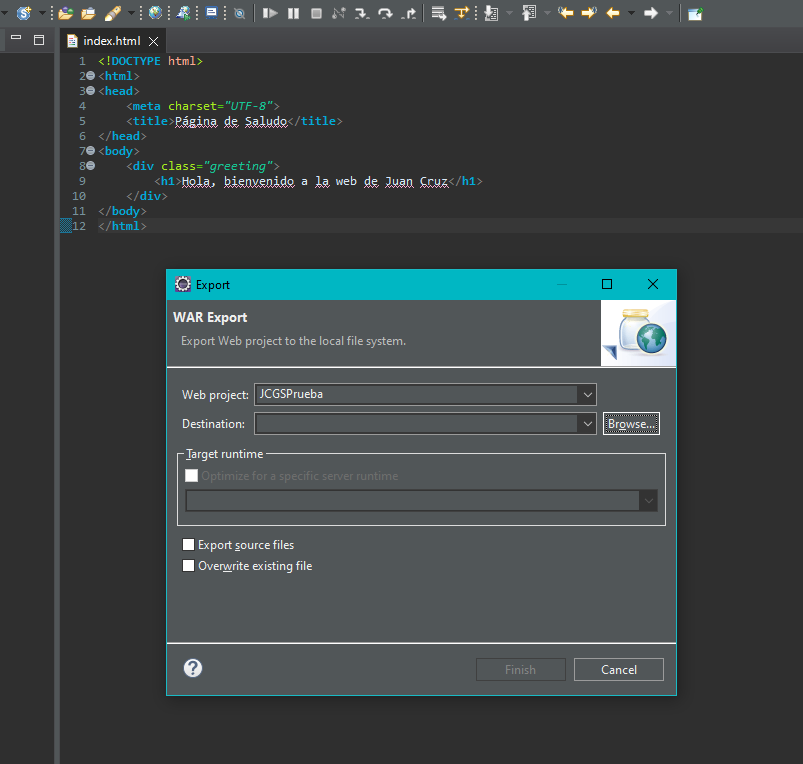 index.html
1 <!DOCTYPE html>
2 <html>
3 <head>
4 <meta charset="UTF-8">
5 <title>Página de Saludo</title>
6 </head>
7 <body>
8 <div class="greeting">
9 <h1>Hola, bienvenido a la web de Juan Cruz</h1>
10 </div>
11 </body>
12 </html>
Export
WAR Export
Export Web project to the local file system.
Web project: JCGSPrueba
Destination: Browse...
Target runtime
Optimize for a specific server runtime
Export source files
Overwrite existing file
Finish Cancel